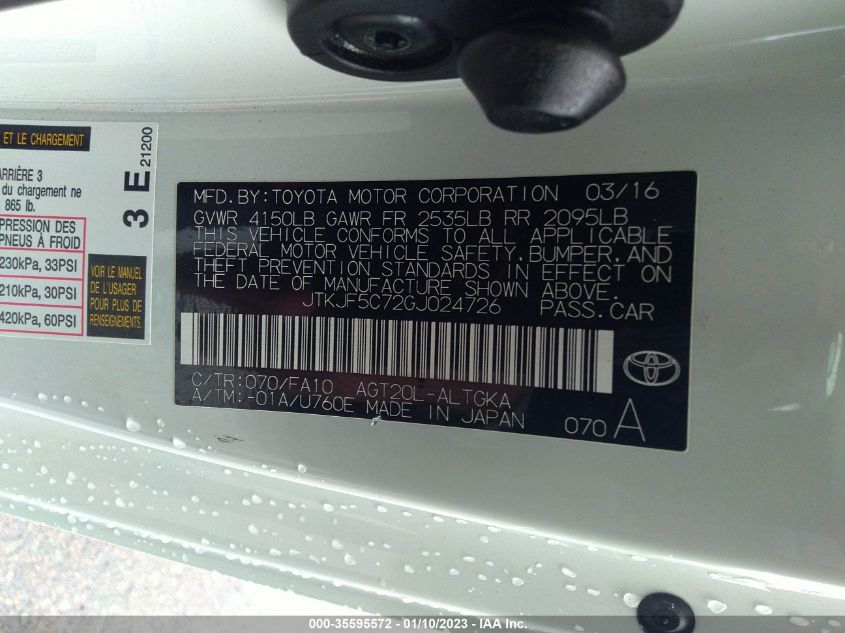 ET LE CHARGEMENT
ARRIÈRE 3
du chargement ne
865 lb.
PRESSION DES
PNEUS À FROID
230kPa, 33PSI
210kPa, 30PSI
420kPa, 60PSI
VOIR LE MANUEL
DE L'USAGER
POUR PLUS DE
RENSEIGNEMENTS
3 E
21200
MFD.BY:TOYOTA MOTOR CORPORATION 03/16
GVWR 4150LB GAWR FR 2535LB RR 2095LB
THIS VEHICLE CONFORMS TO ALL APPLICABLE
FEDERAL MOTOR VEHICLE SAFETY,BUMPER,AND
THEFT PREVENTION STANDARDS IN EFFECT ON
THE DATE OF MANUFACTURE SHOWN ABOVE.
JTKJF5C72GJ024726 PASS.CAR
C/TR:070/FA10 AGT20L-ALTGKA
A/TM:-01A/U760E MADE IN JAPAN
070 A
000-35595572 — 01/10/2023 — IAA Inc.